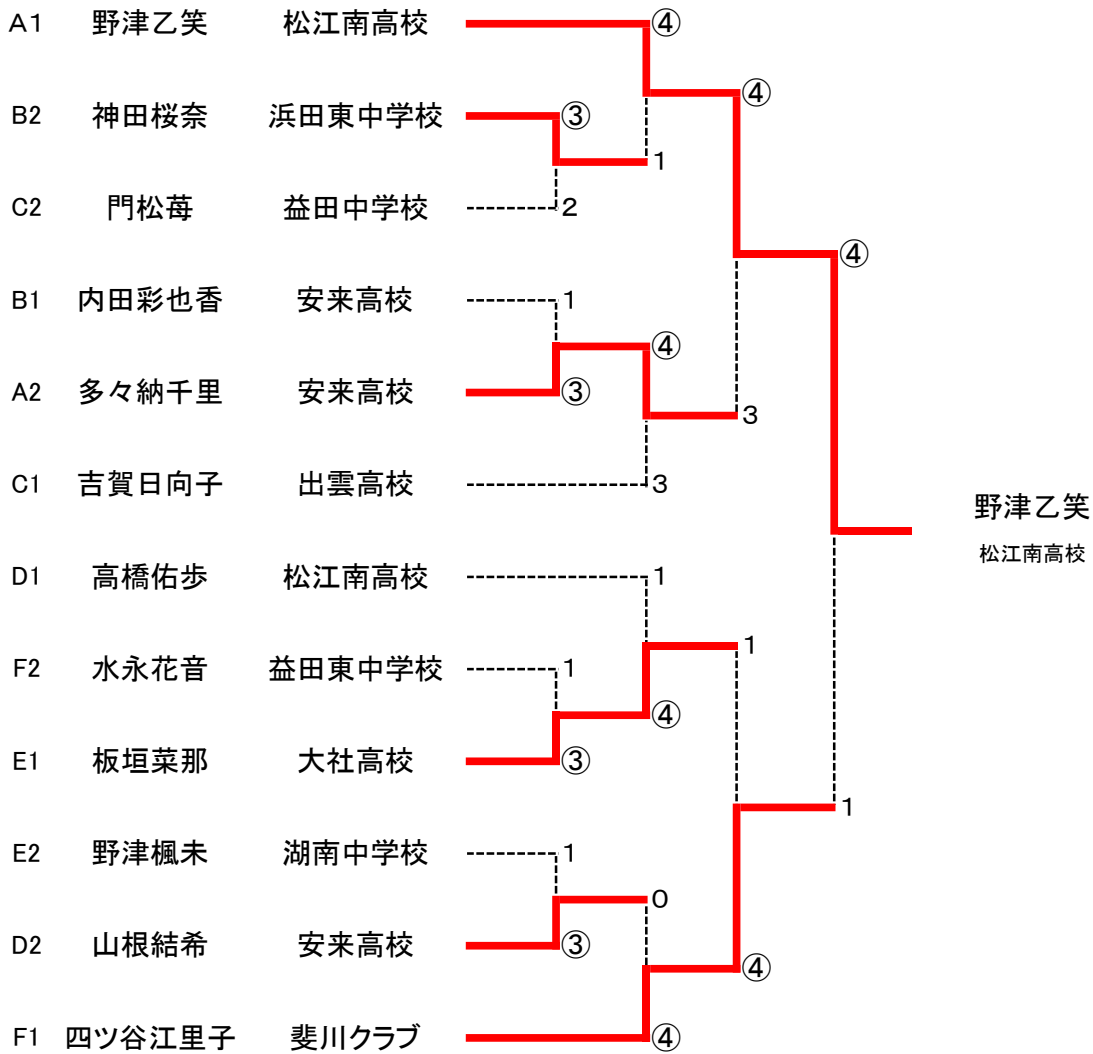 A1 野津乙笑 松江南高校 ④
④
B2 神田桜奈 浜田東中学校 ③
1
C2 門松苺 益田中学校 2
④
B1 内田彩也香 安来高校 1
④
A2 多々納千里 安来高校 ③
3
C1 吉賀日向子 出雲高校 3
野津乙笑
松江南高校
D1 高橋佑歩 松江南高校 1
1
F2 水永花音 益田東中学校 1
④
E1 板垣菜那 大社高校 ③
1
E2 野津楓未 湖南中学校 1
0
D2 山根結希 安来高校 ③
④
F1 四ツ谷江里子 斐川クラブ ④